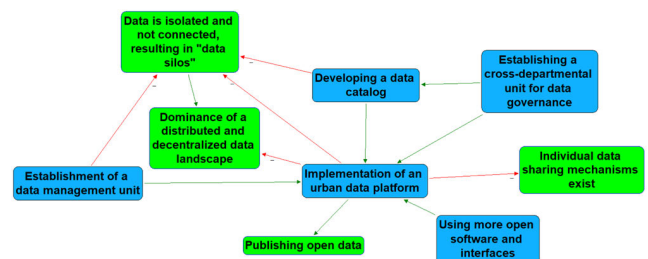 Data is isolated and
not connected,
resulting in "data
silos"
Developing a data
catalog
Establishing a
cross-departmental
unit for data
governance
Dominance of a
distributed and
decentralized data
landscape
Establishment of a
data management unit
Implementation of an
urban data platform
Individual data
sharing mechanisms
exist
Publishing open data
Using more open
software and
interfaces